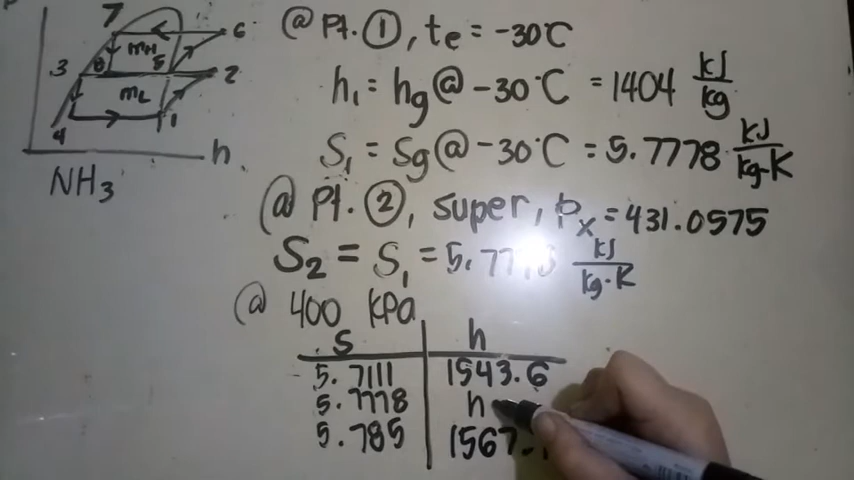 7
6
mH
3
8
5
2
mL
4
1
h
NH3
@ Pt. ①, te = -30°C
h1 = hg @ -30°C = 1404 kJ/kg
S1 = Sg @ -30°C = 5.7778 kJ/kg-K
@ Pt. ②, super, Px = 431.0575
S2 = S1 = kJ/kg-K
@ 400 kPa
S h
5.7111 1543.6
5.7778 h
5.785